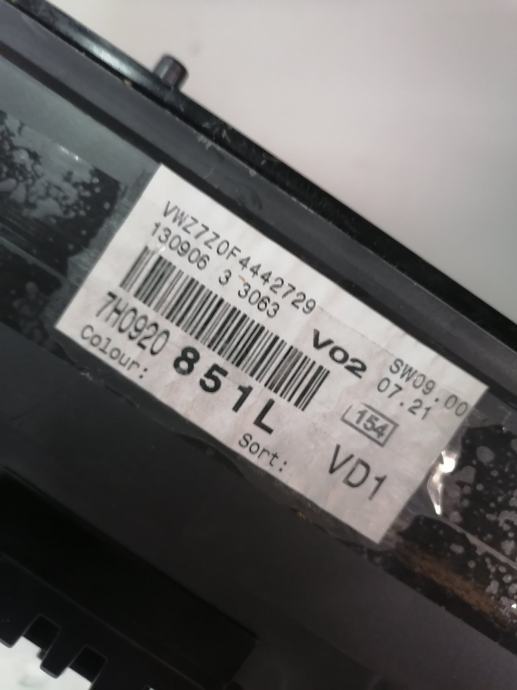 VWZ7Z0F4442729
130906 3 3063
V02
SW09.00
07.21
7H0920 851L
154
Colour:
Sort:
VD1